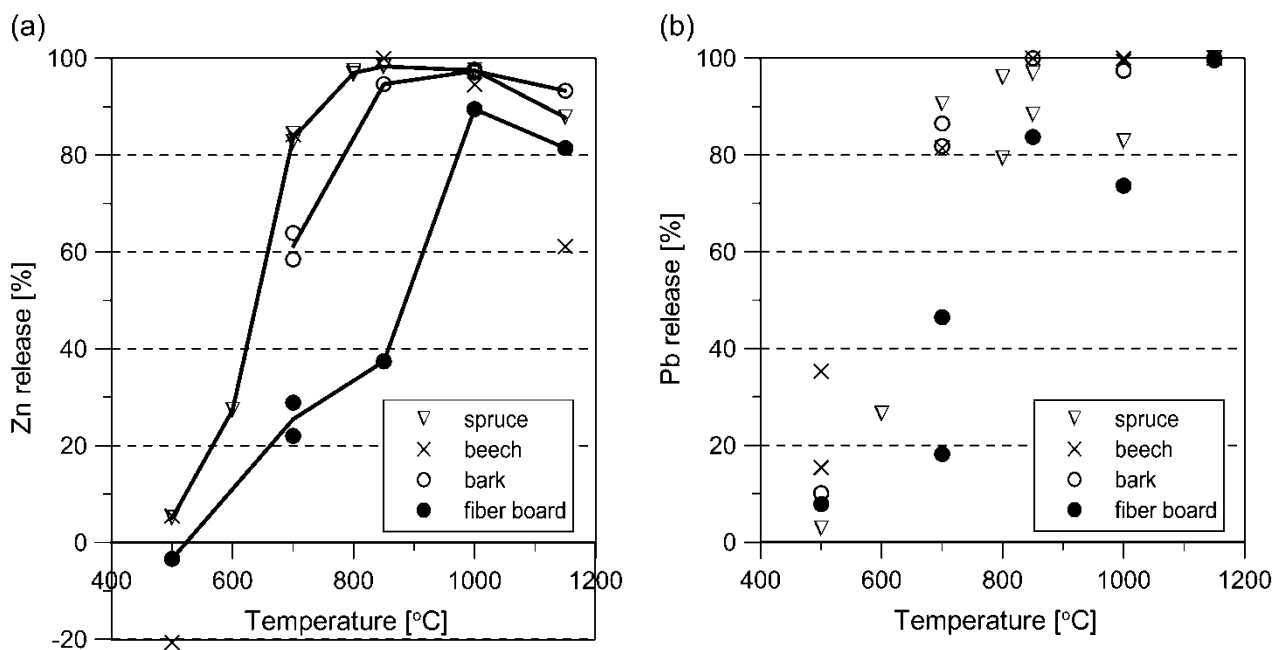 (a)
100
80
60
40
20
0
-20
Zn release [%]
400 600 800 1000 1200
Temperature [°C]
spruce
beech
bark
fiber board
(b)
100
80
60
40
20
0
Pb release [%]
400 600 800 1000 1200
Temperature [°C]
spruce
beech
bark
fiber board